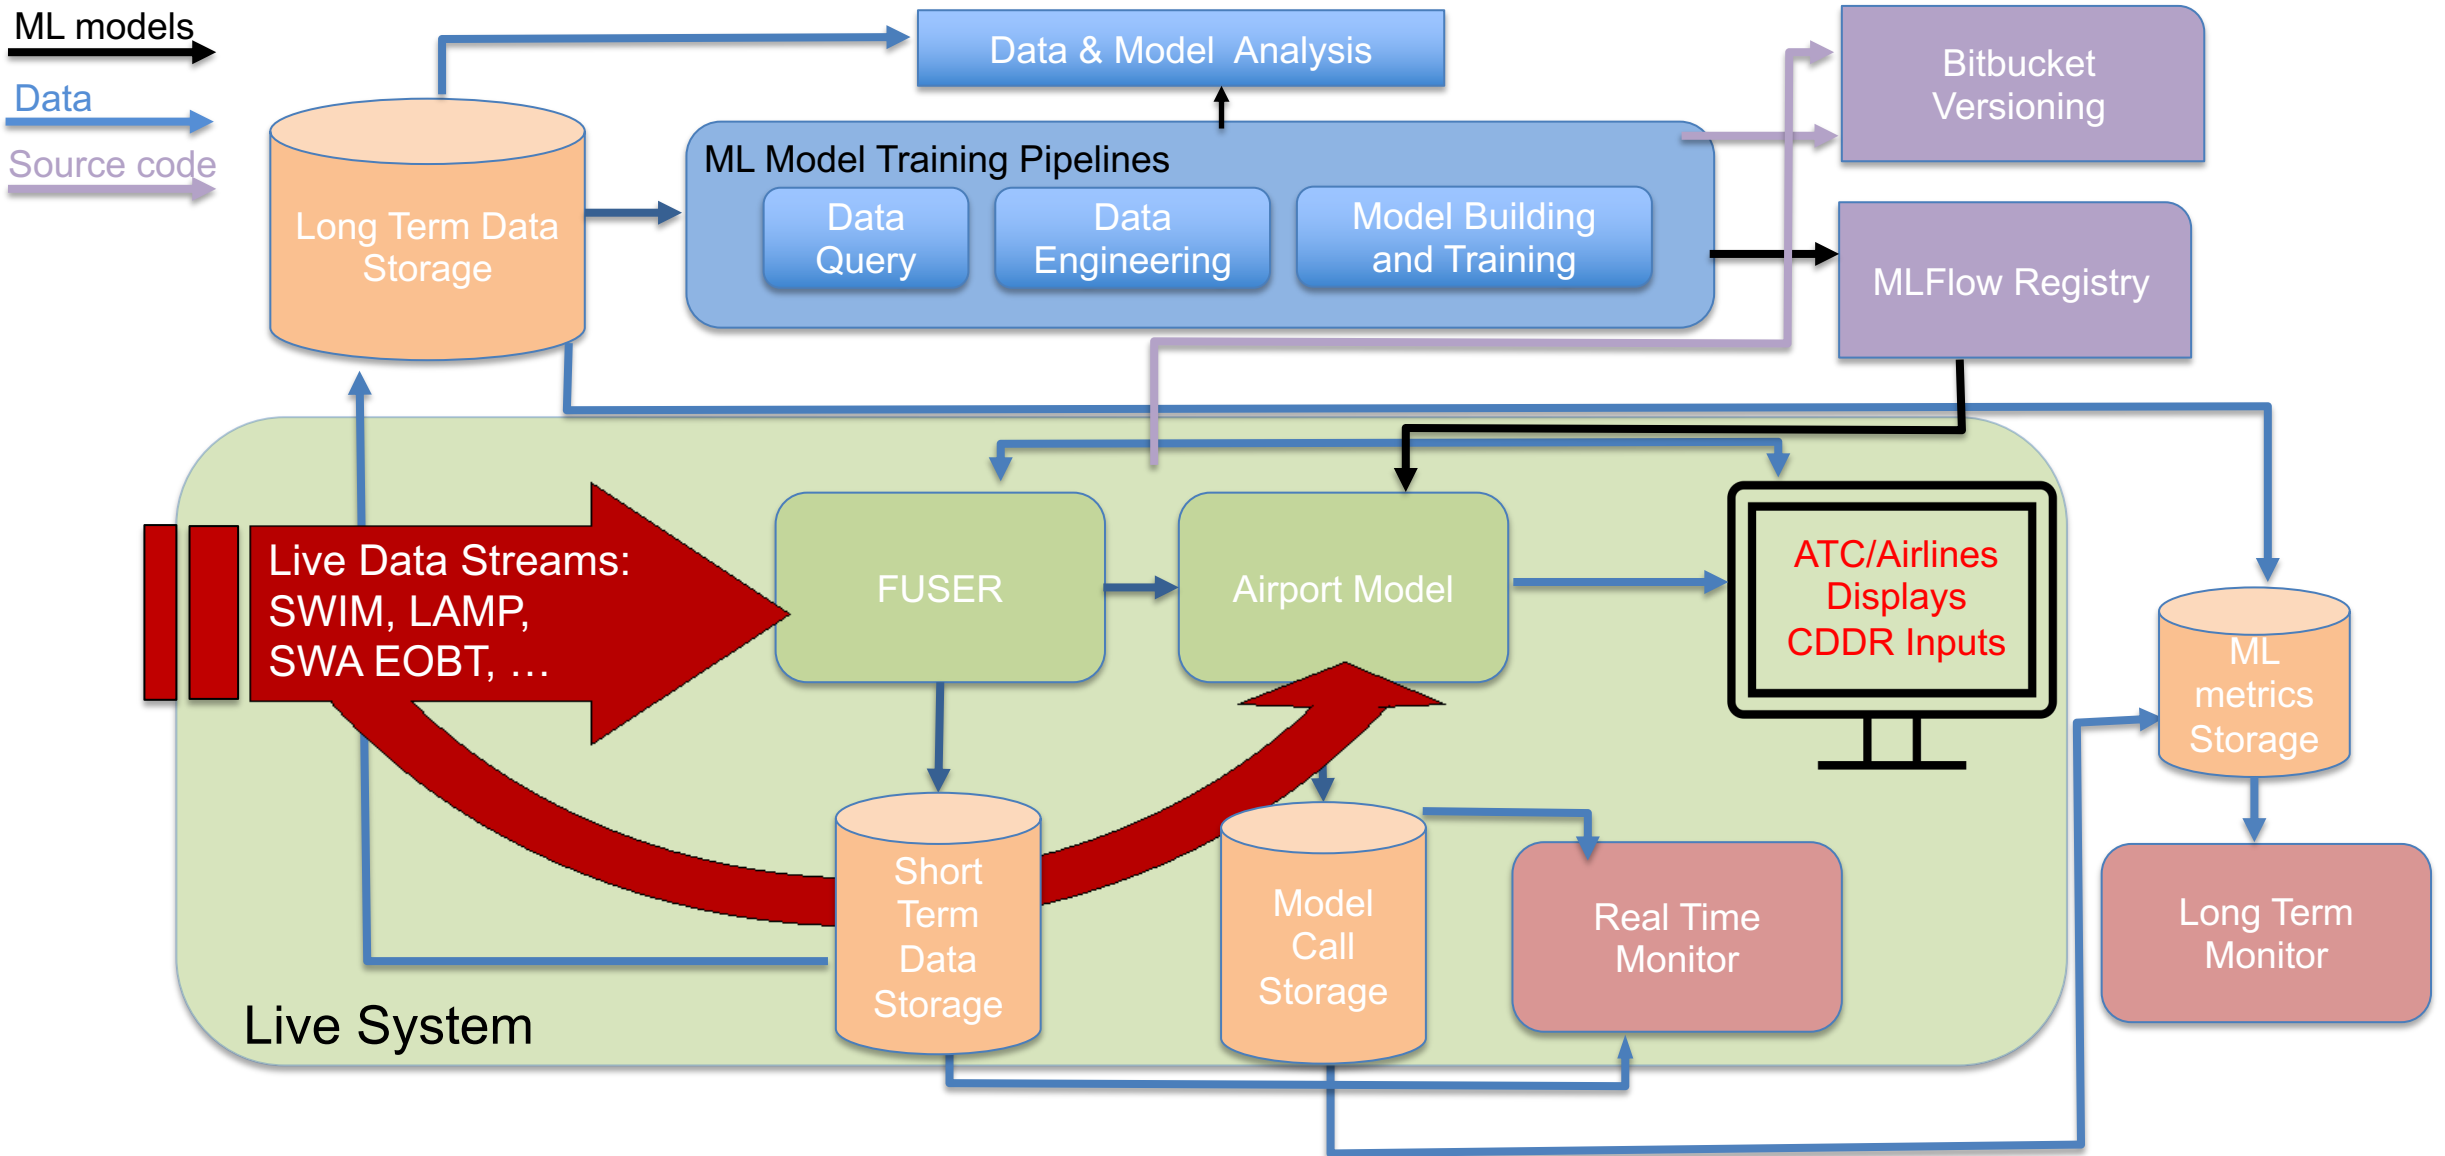 ML models
Data
Source code
Data & Model  Analysis
Bitbucket
Versioning
ML Model Training Pipelines
Data
Query
Data
Engineering
Model Building
and Training
Long Term Data
Storage
MLFlow Registry
Live Data Streams:
SWIM, LAMP,
SWA EOBT, …
FUSER
Airport Model
ATC/Airlines
Displays
CDDR Inputs
ML
metrics
Storage
Short
Term
Data
Storage
Model
Call
Storage
Real Time
Monitor
Long Term
Monitor
Live System